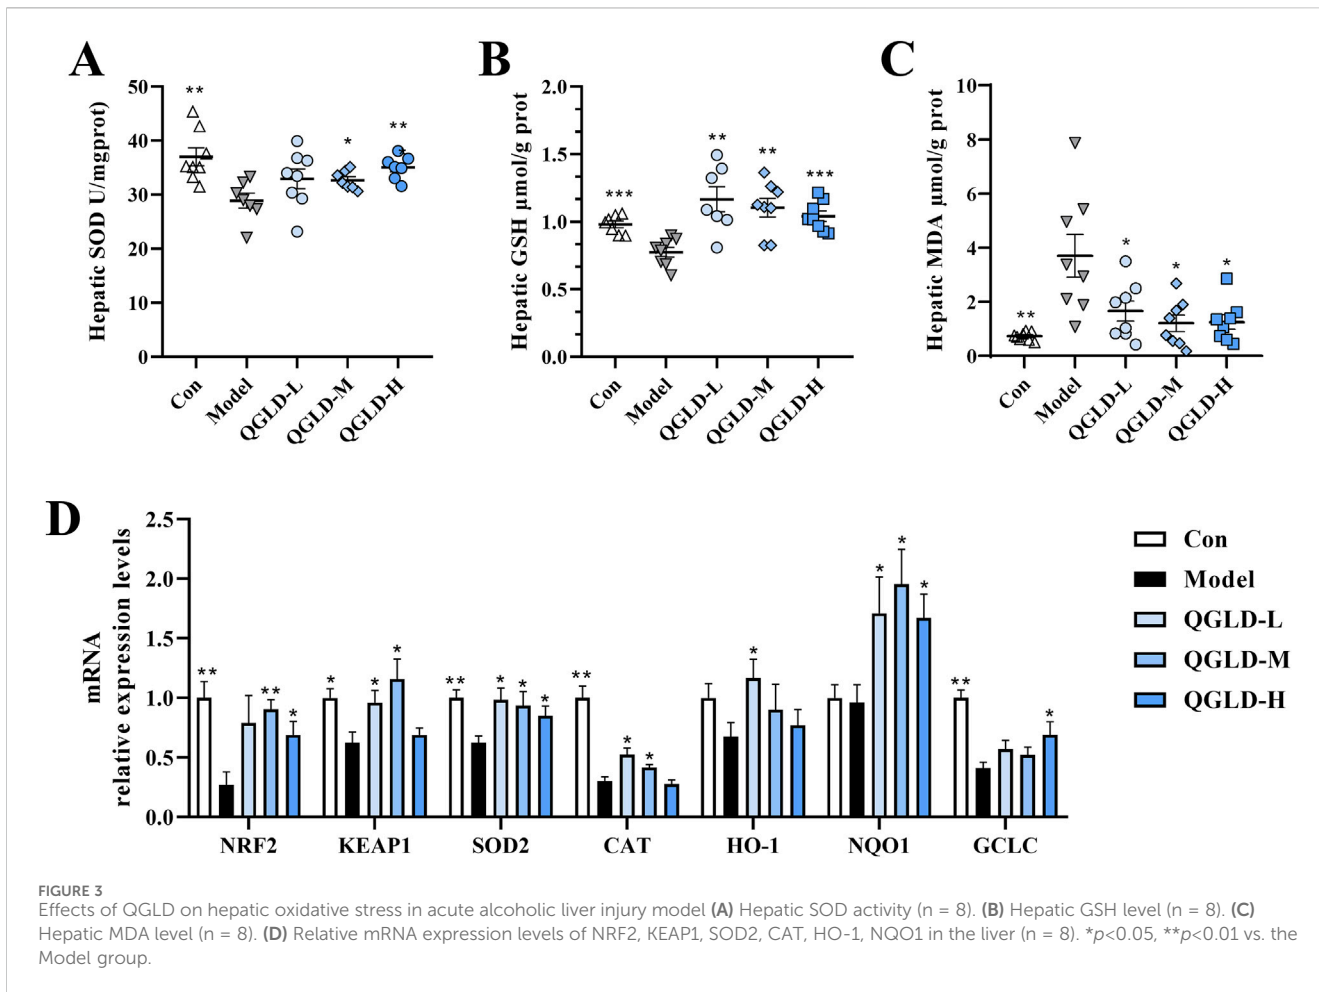 A
Hepatic SOD U/mgprot)
50
40
30
20
10
0
**
*
**
Con
Model
QGLD-L
QGLD-M
QGLD-H
B
Hepatic GSH μmol/g prot
2.0
1.5
1.0
0.5
0.0
***
**
**
***
Con
Model
QGLD-L
QGLD-M
QGLD-H
C
Hepatic MDA μmol/g prot
10
8
6
4
2
0
**
*
*
*
Con
Model
QGLD-L
QGLD-M
QGLD-H
D
mRNA
relative expression levels
2.5
2.0
1.5
1.0
0.5
0.0
** ** *
* * *
** * * *
** * *
*
* * *
** *
NRF2 KEAP1 SOD2 CAT HO-1 NQO1 GCLC
Con
Model
QGLD-L
QGLD-M
QGLD-H
FIGURE 3
Effects of QGLD on hepatic oxidative stress in acute alcoholic liver injury model (A) Hepatic SOD activity (n = 8). (B) Hepatic GSH level (n = 8). (C)
Hepatic MDA level (n = 8). (D) Relative mRNA expression levels of NRF2, KEAP1, SOD2, CAT, HO-1, NQO1 in the liver (n = 8). *p<0.05, **p<0.01 vs. the
Model group.